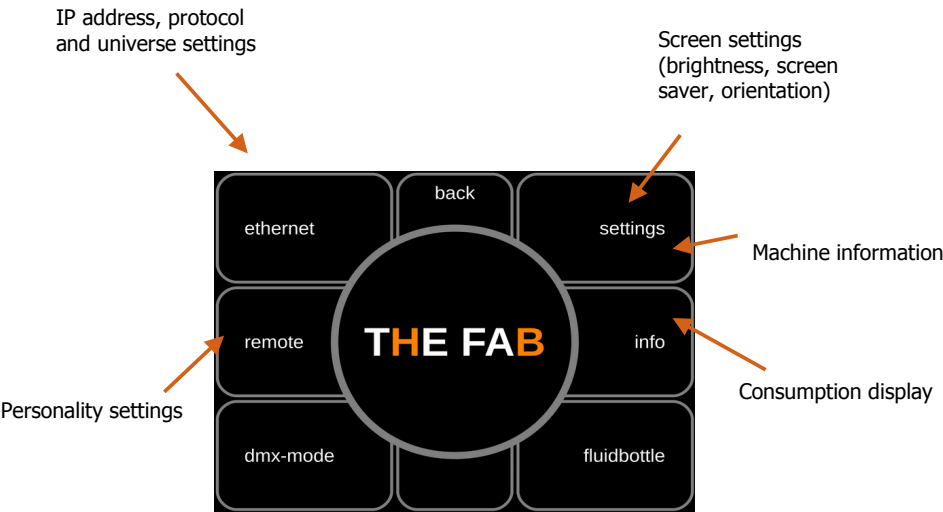 IP address, protocol
and universe settings
Screen settings
(brightness, screen
saver, orientation)
back
ethernet
settings
Machine information
remote
THE FAB
info
Consumption display
Personality settings
dmx-mode
fluidbottle